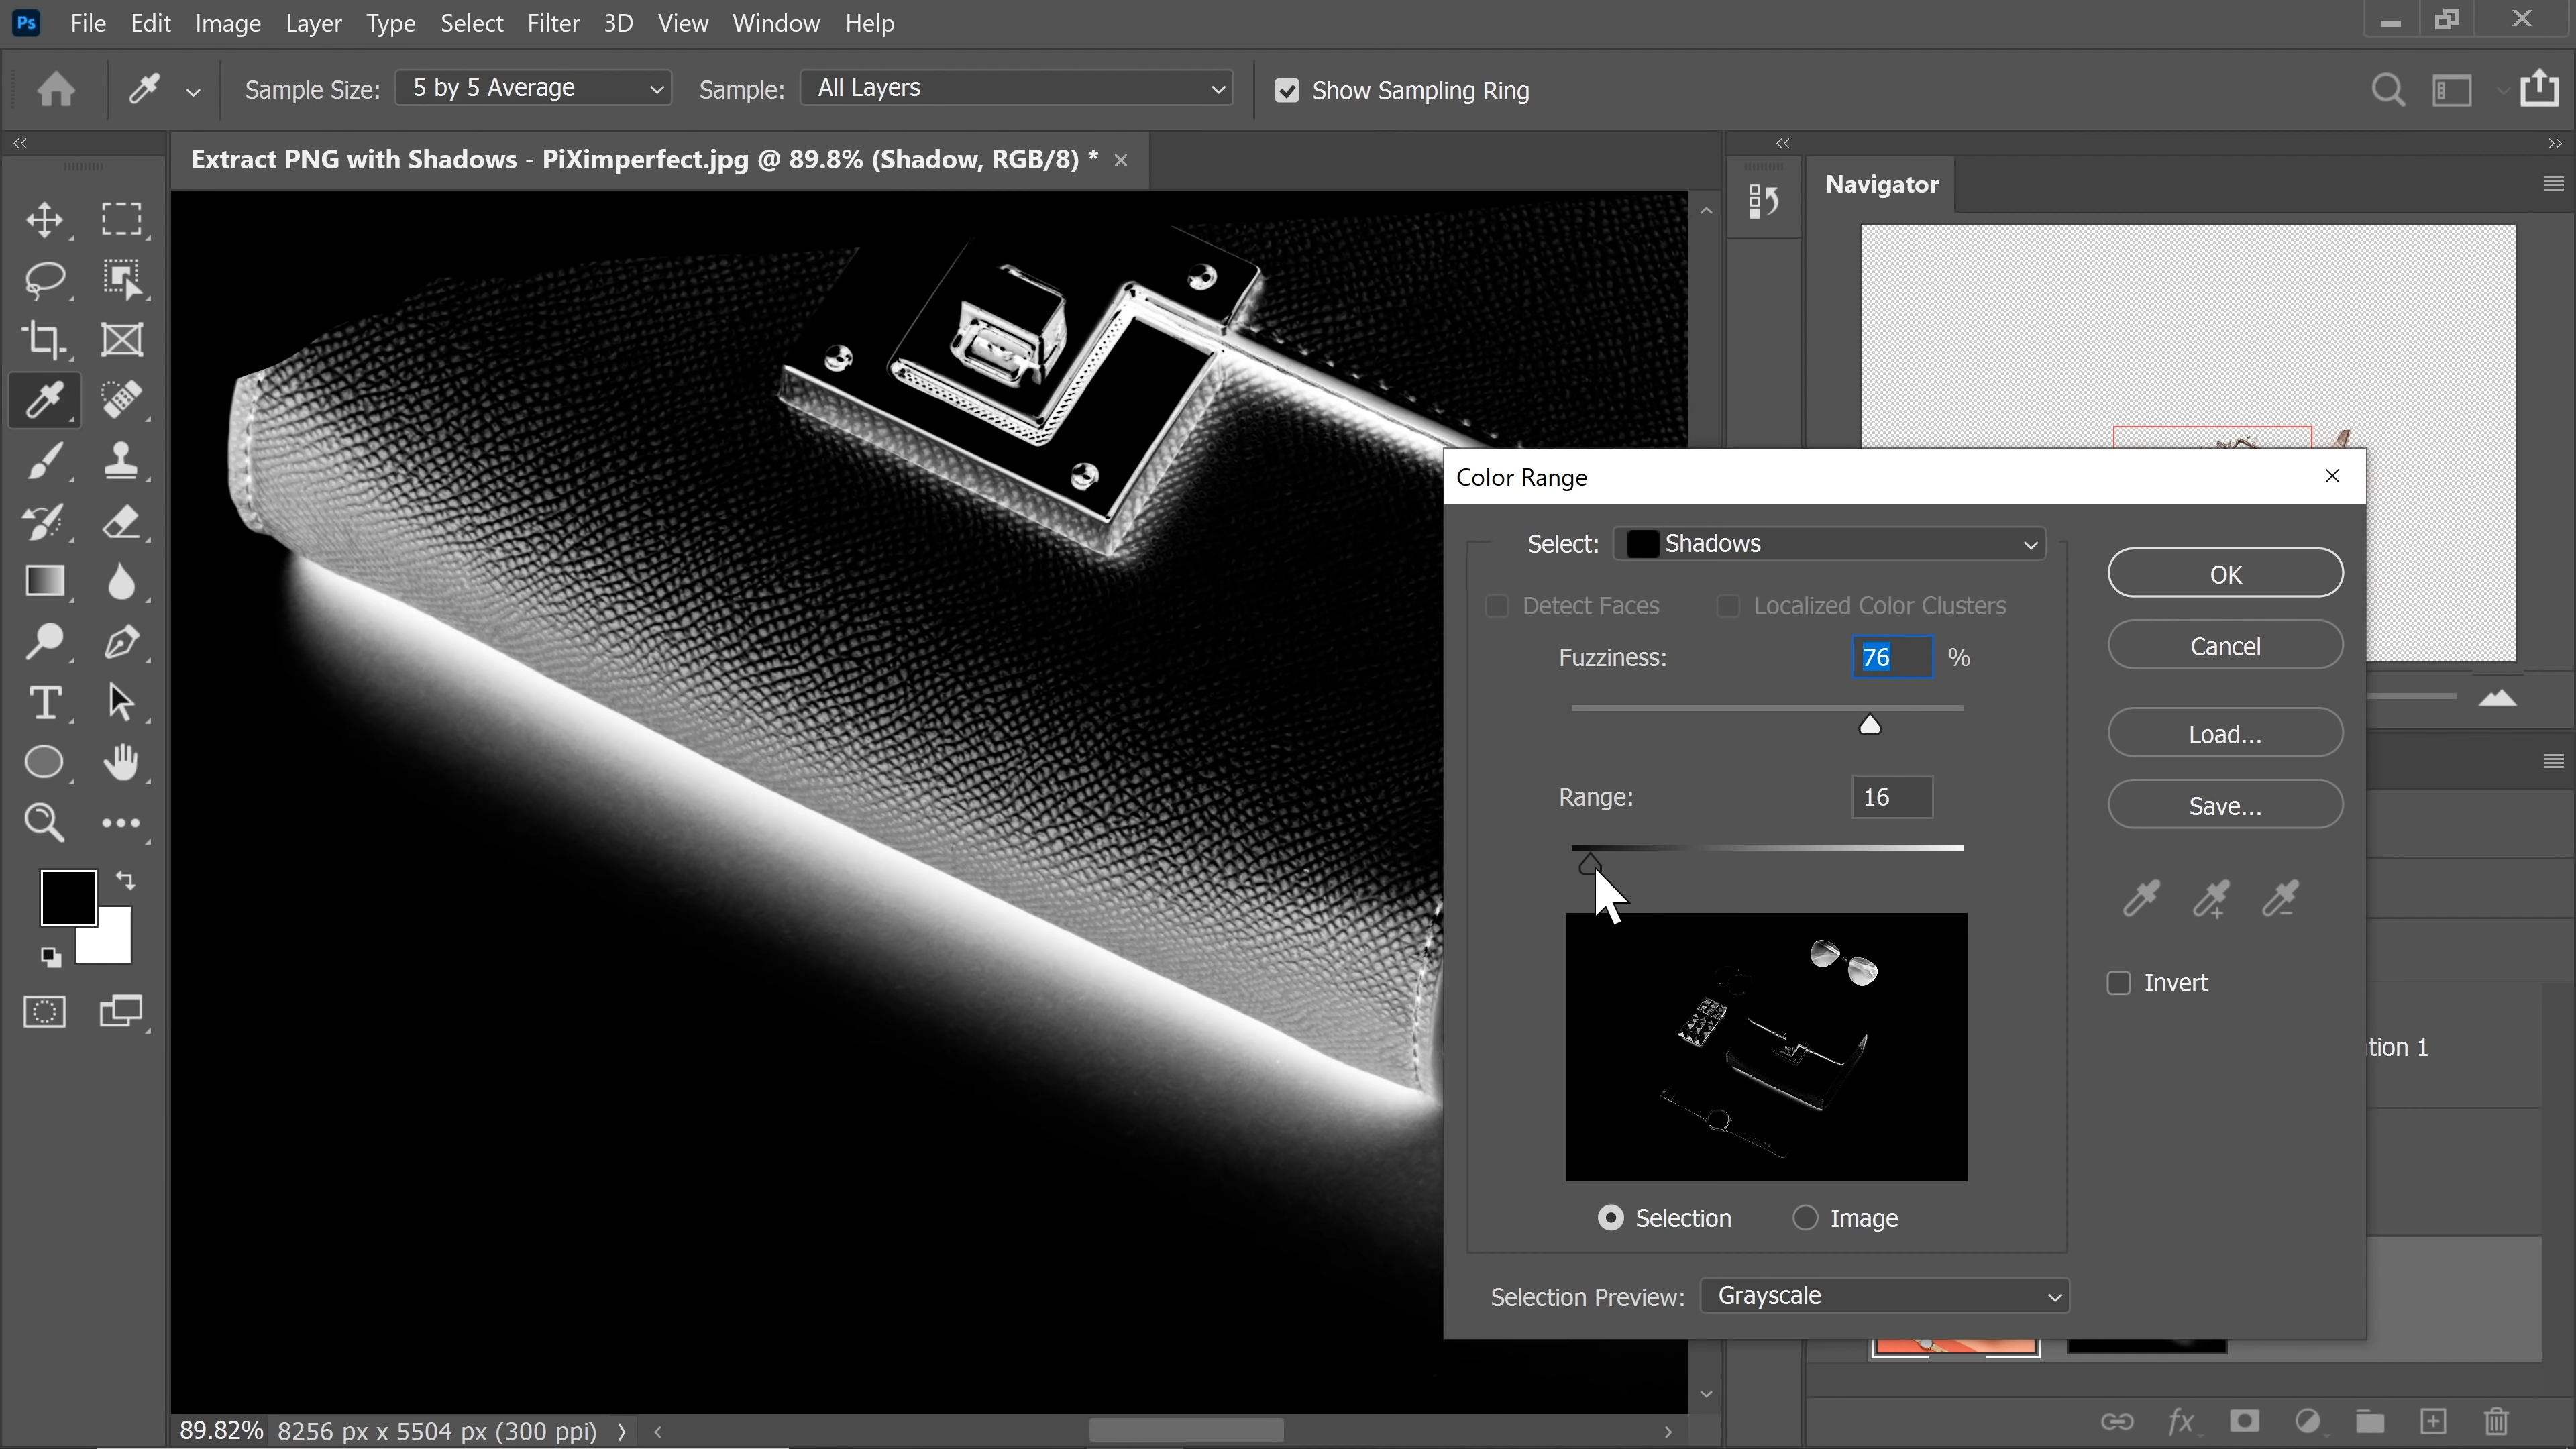 Ps File Edit Image Layer Type Select Filter 3D View Window Help
Sample Size: 5 by 5 Average Sample: All Layers Show Sampling Ring
Extract PNG with Shadows - PiXimperfect.jpg @ 89.8% (Shadow, RGB/8) *
Navigator
Color Range
Select: Shadows
OK
Detect Faces Localized Color Clusters
Cancel
Fuzziness: 76 %
Load...
Range: 16
Save...
Invert
tion 1
Selection Image
Selection Preview: Grayscale
89.82% 8256 px x 5504 px (300 ppi)
fx